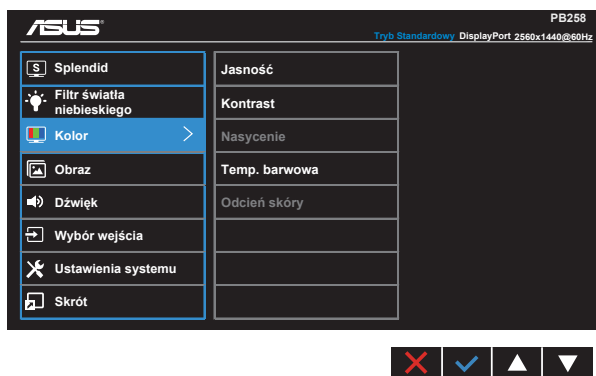 ASUS
PB258
Tryb Standardowy DisplayPort 2560x1440@60Hz
S Splendid
Filtr światła
niebieskiego
Kolor
Obraz
Dźwięk
Wybór wejścia
Ustawienia systemu
Skrót
Jasność
Kontrast
Nasycenie
Temp. barwowa
Odcień skóry